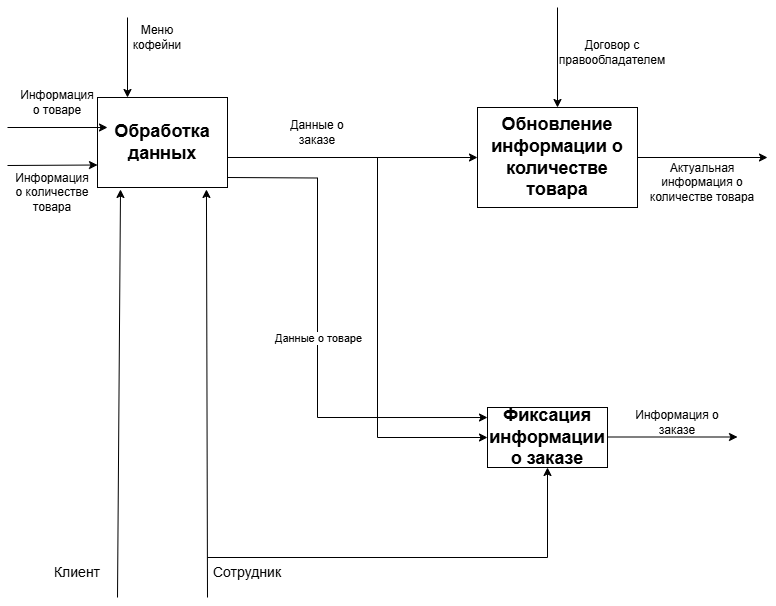 Меню
кофейни
Договор с
правообладателем
Информация
о товаре
Обработка
данных
Данные о
заказе
Обновление
информации о
количестве
товара
Информация
о количестве
товара
Актуальная
информация о
количестве товара
Данные о товаре
Фиксация
информации
о заказе
Информация о
заказе
Клиент
Сотрудник